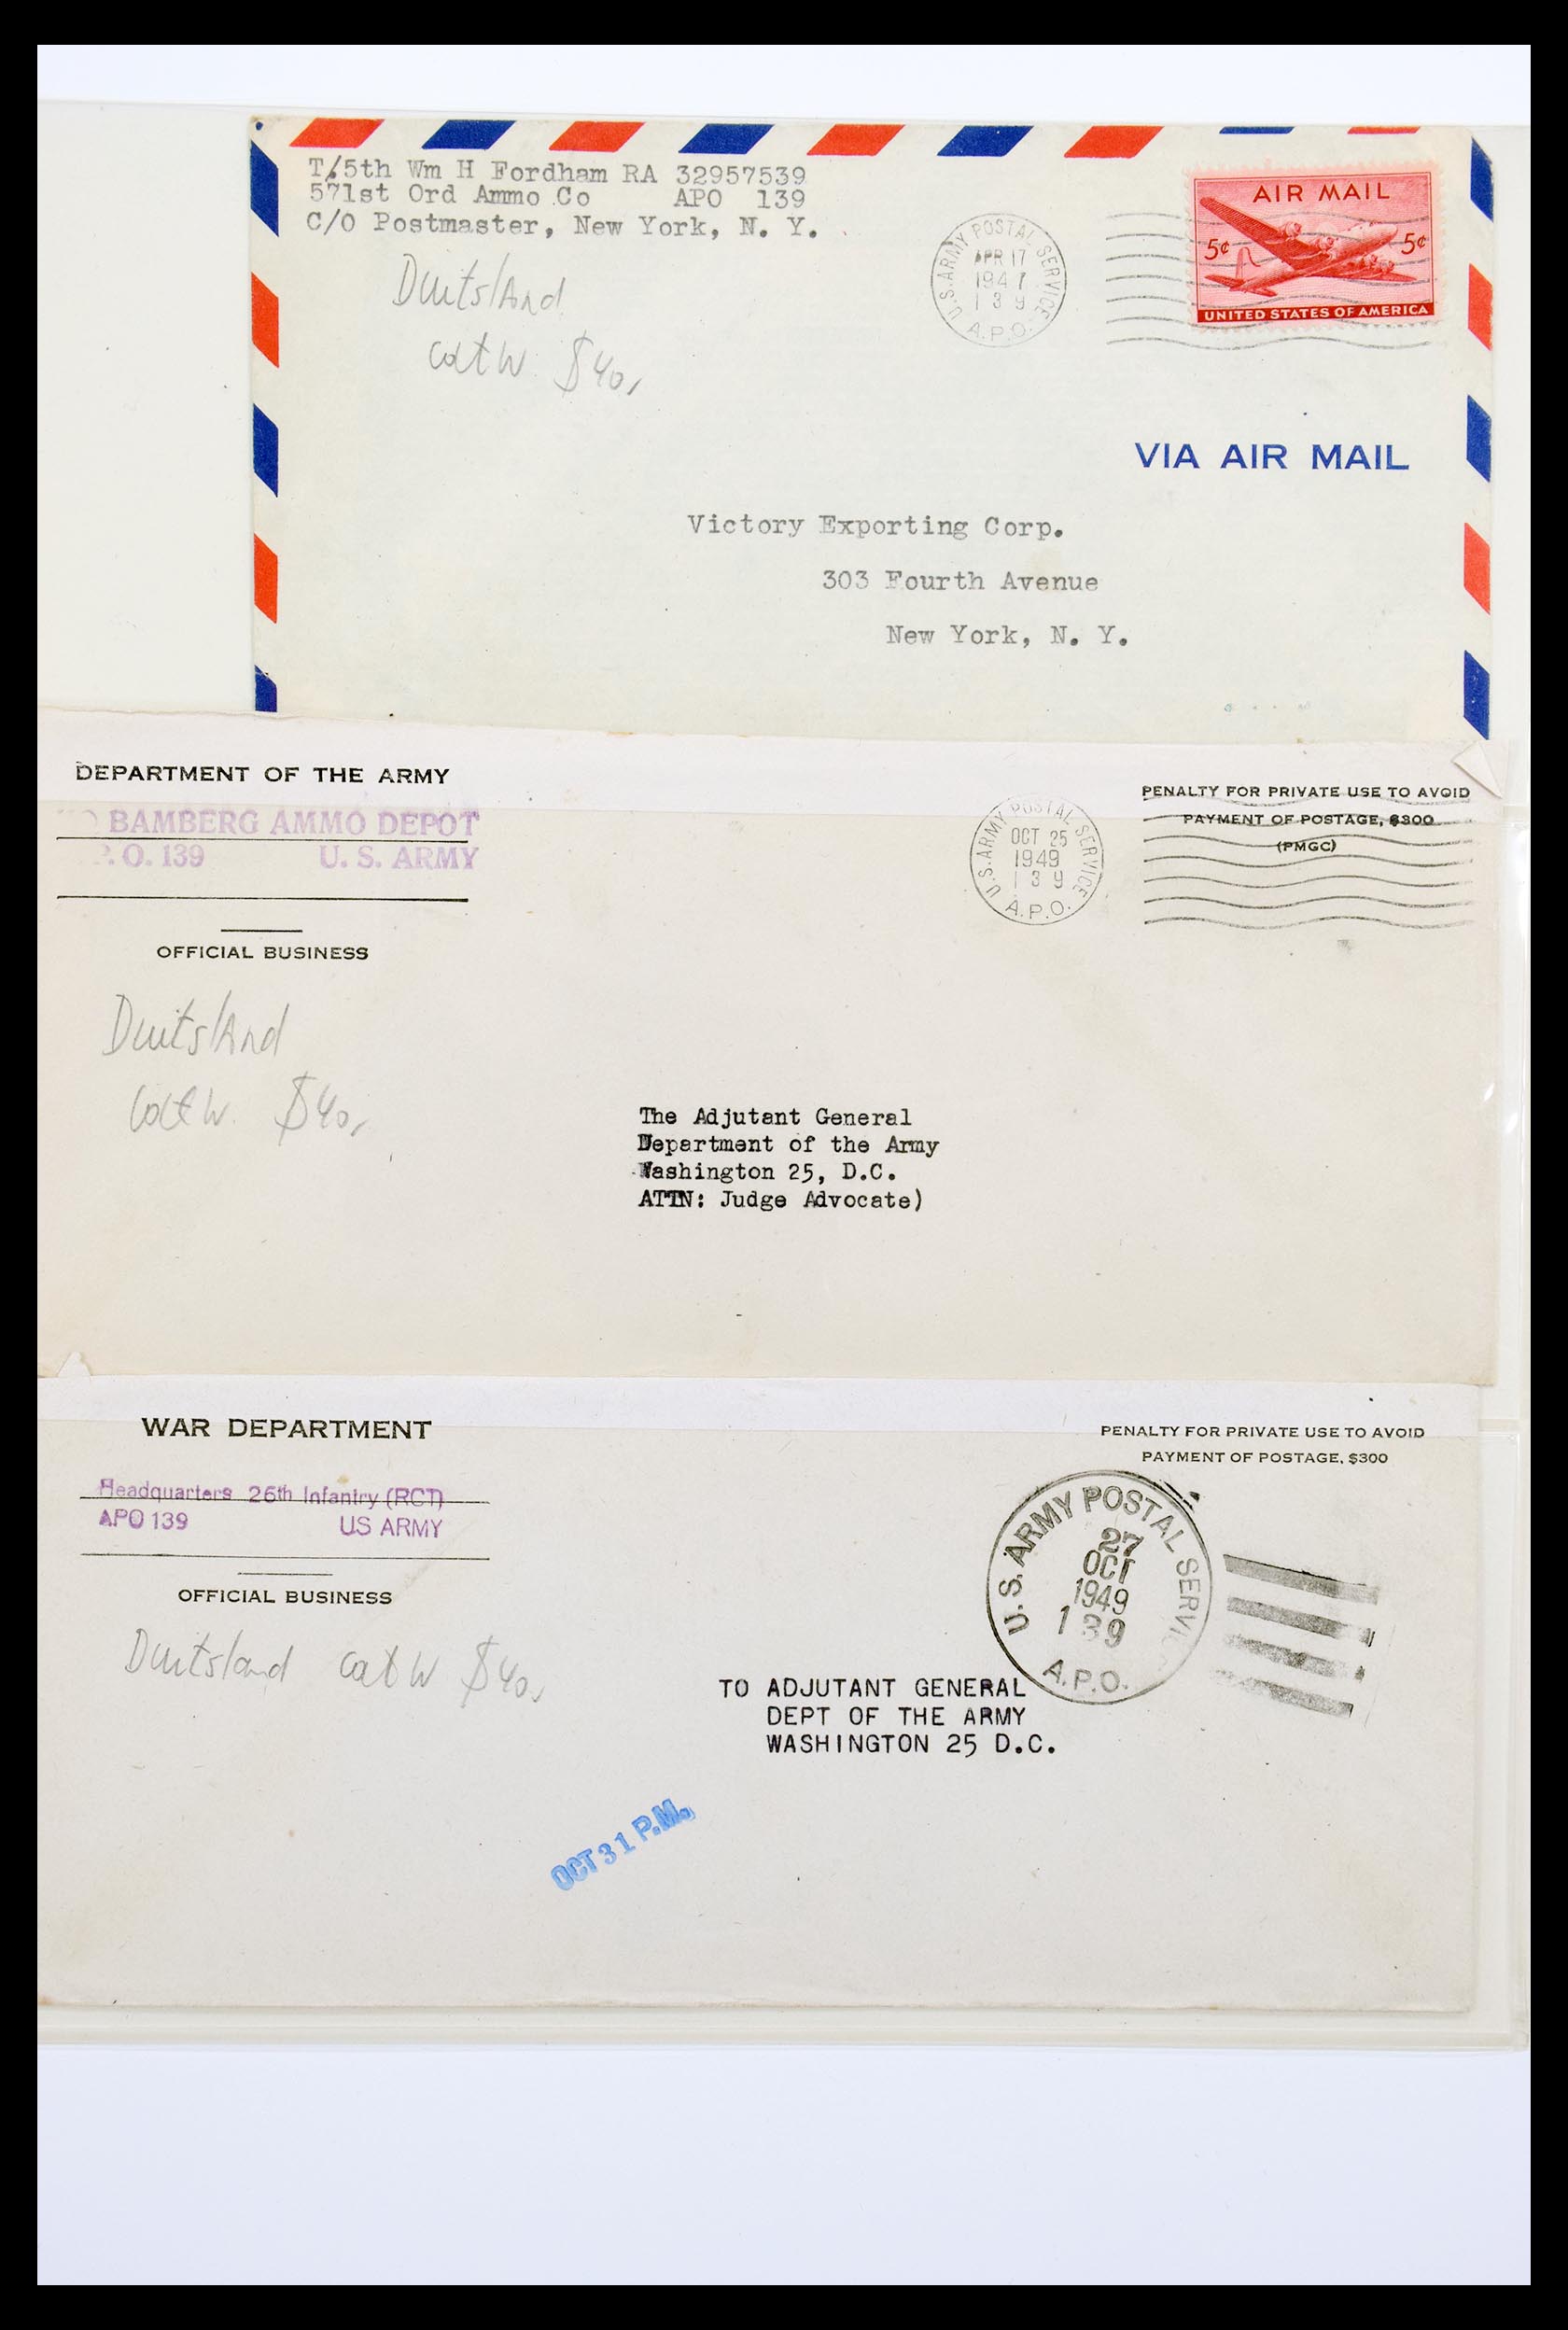 T/5th Wm H Fordham RA 32957539
571st Ord Ammo Co APO 139
C/O Postmaster, New York, N. Y.
Duitsland
catw $40,
U.S. ARMY POSTAL SERVICE
APR 17
1947
139
A.P.O.
AIR MAIL
5¢ 5¢
UNITED STATES OF AMERICA
VIA AIR MAIL
Victory Exporting Corp.
303 Fourth Avenue
New York, N. Y.
DEPARTMENT OF THE ARMY
BAMBERG AMMO DEPOT
P.O. 139 U. S. ARMY
OFFICIAL BUSINESS
Duitsland
catw. $40,
U.S. ARMY POSTAL SERVICE
OCT 25
1949
139
A.P.O.
PENALTY FOR PRIVATE USE TO AVOID
PAYMENT OF POSTAGE, $300
(PMGC)
The Adjutant General
Department of the Army
Washington 25, D.C.
ATTN: Judge Advocate)
WAR DEPARTMENT
Headquarters 26th Infantry (RCT)
APO 139 US ARMY
OFFICIAL BUSINESS
Duitsland catw $40,
PENALTY FOR PRIVATE USE TO AVOID
PAYMENT OF POSTAGE, $300
U.S. ARMY POSTAL SERVIC
27
OCT
1949
139
A.P.O.
TO ADJUTANT GENERAL
DEPT OF THE ARMY
WASHINGTON 25 D.C.
OCT 31 P.M.